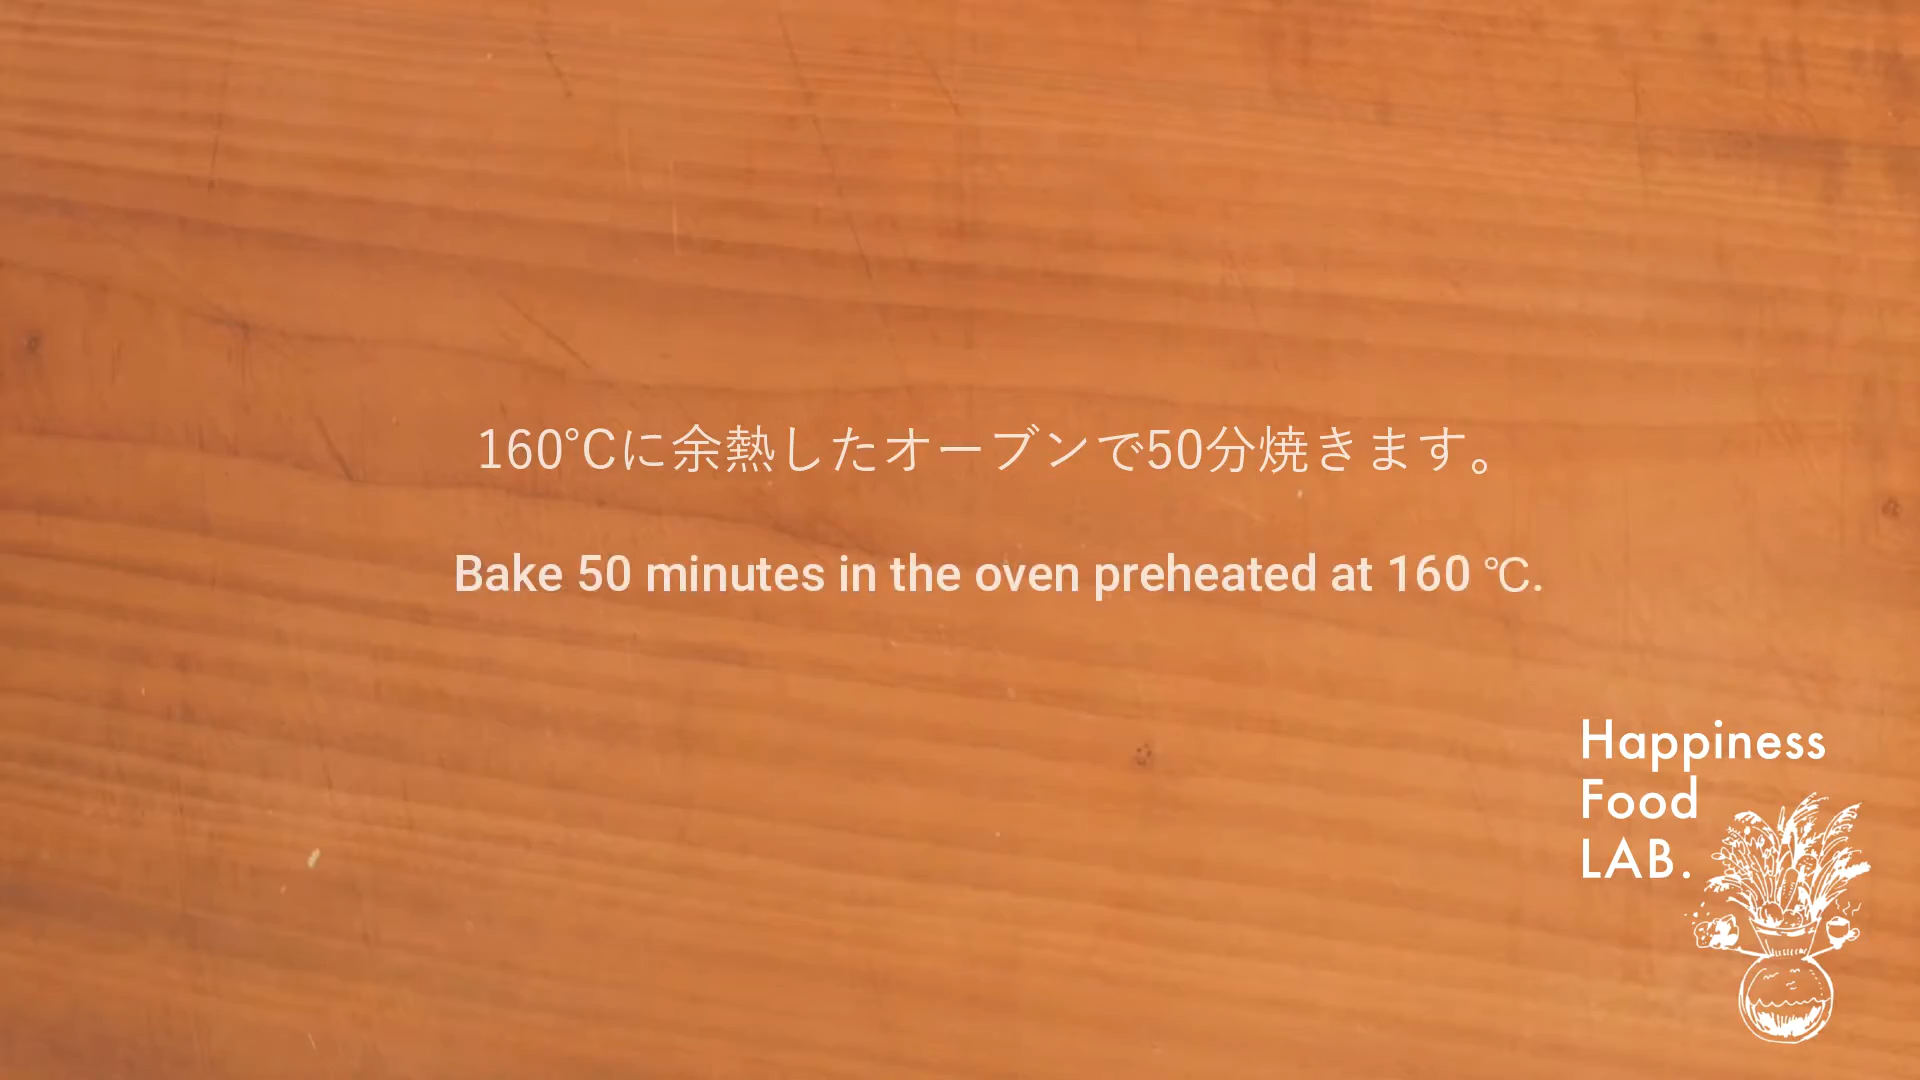 160℃に余熱したオーブンで50分焼きます。
Bake 50 minutes in the oven preheated at 160 ℃.
Happiness
Food
LAB.